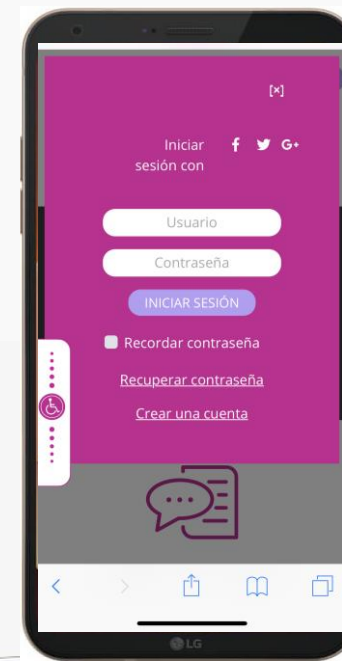 [×]
Iniciar
sesión con
Usuario
Contraseña
INICIAR SESIÓN
Recordar contraseña
Recuperar contraseña
Crear una cuenta
LG